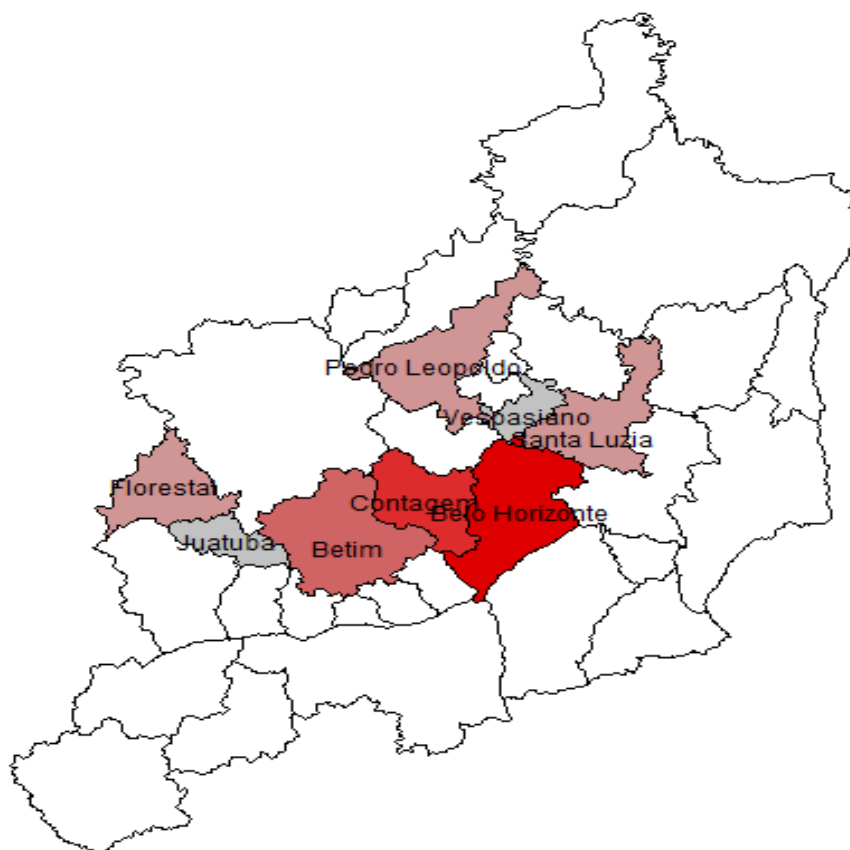 Pedro Leopoldo
Vespasiano
Santa Luzia
Florestal
Contagem
Belo Horizonte
Juatuba
Betim